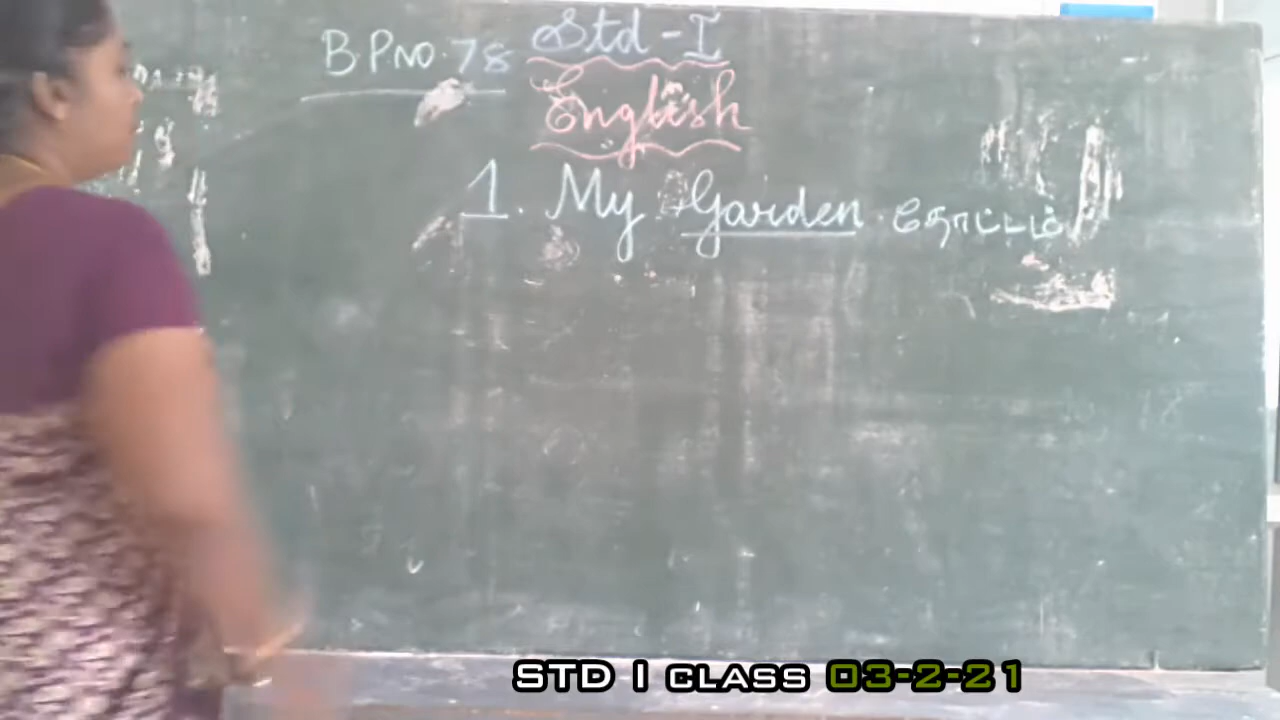 B.P.NO.78 Std - I
English
1. My Garden. தோட்டம்
STD I CLASS 03-2-21